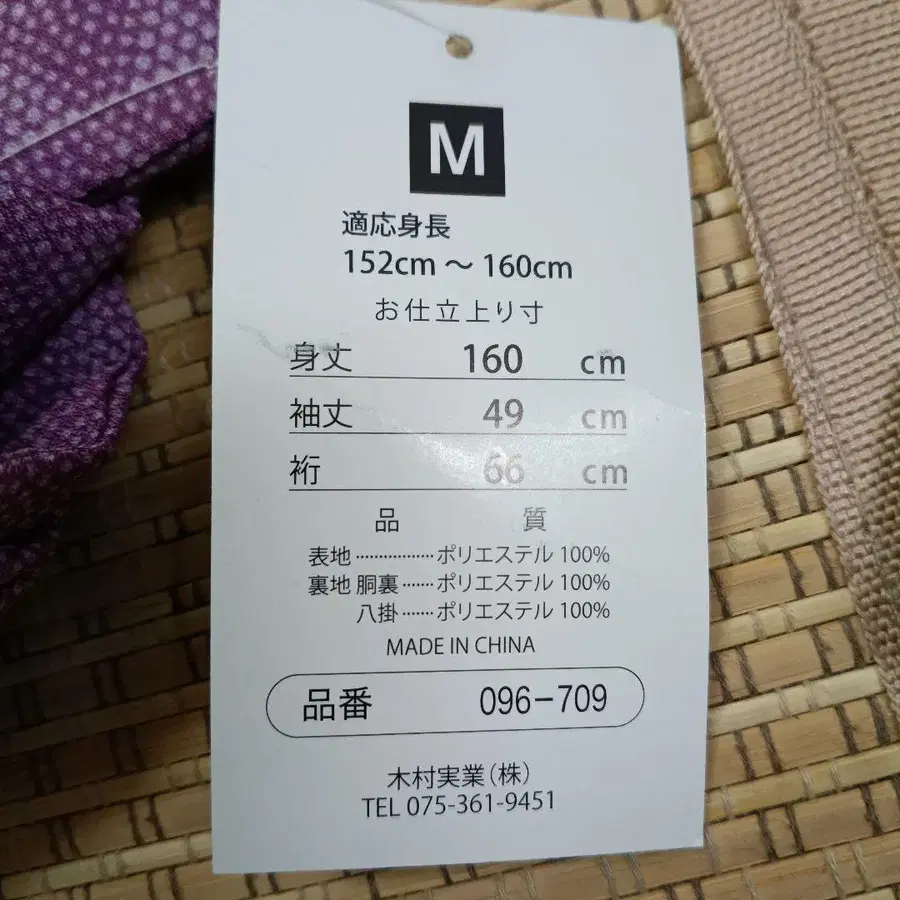 M
適応身長
152cm ～ 160cm
お仕立上り寸
身丈 160 cm
袖丈 49 cm
裄 66 cm
品 質
表地················ポリエステル 100%
裏地 胴裏·······ポリエステル 100%
八掛·······ポリエステル 100%
MADE IN CHINA
品番 096−709
木村実業(株)
TEL 075-361-9451